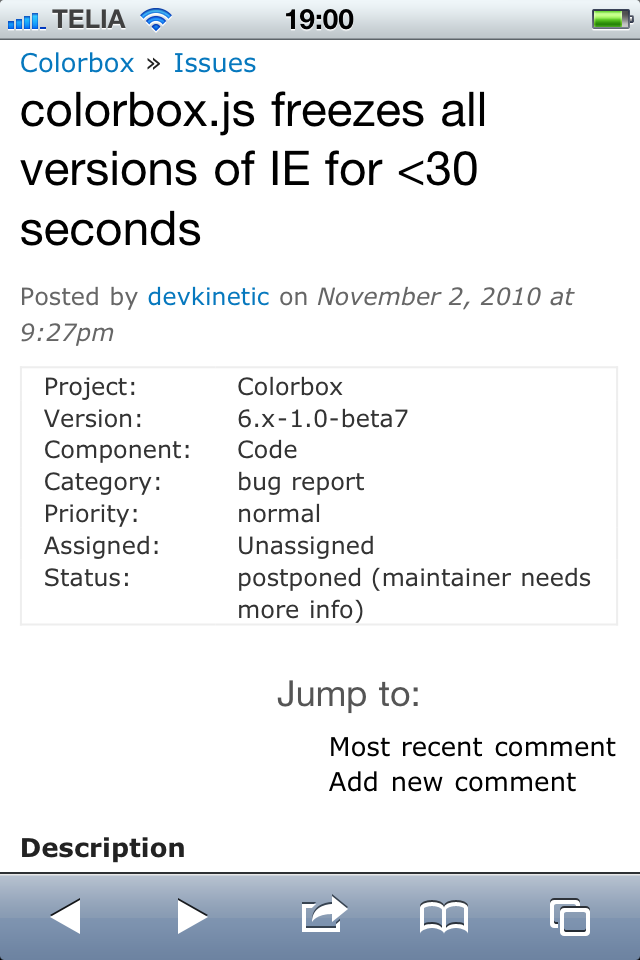 TELIA 19:00
Colorbox » Issues
colorbox.js freezes all
versions of IE for <30
seconds
Posted by devkinetic on November 2, 2010 at
9:27pm
Project: Colorbox
Version: 6.x-1.0-beta7
Component: Code
Category: bug report
Priority: normal
Assigned: Unassigned
Status: postponed (maintainer needs
more info)
Jump to:
Most recent comment
Add new comment
Description